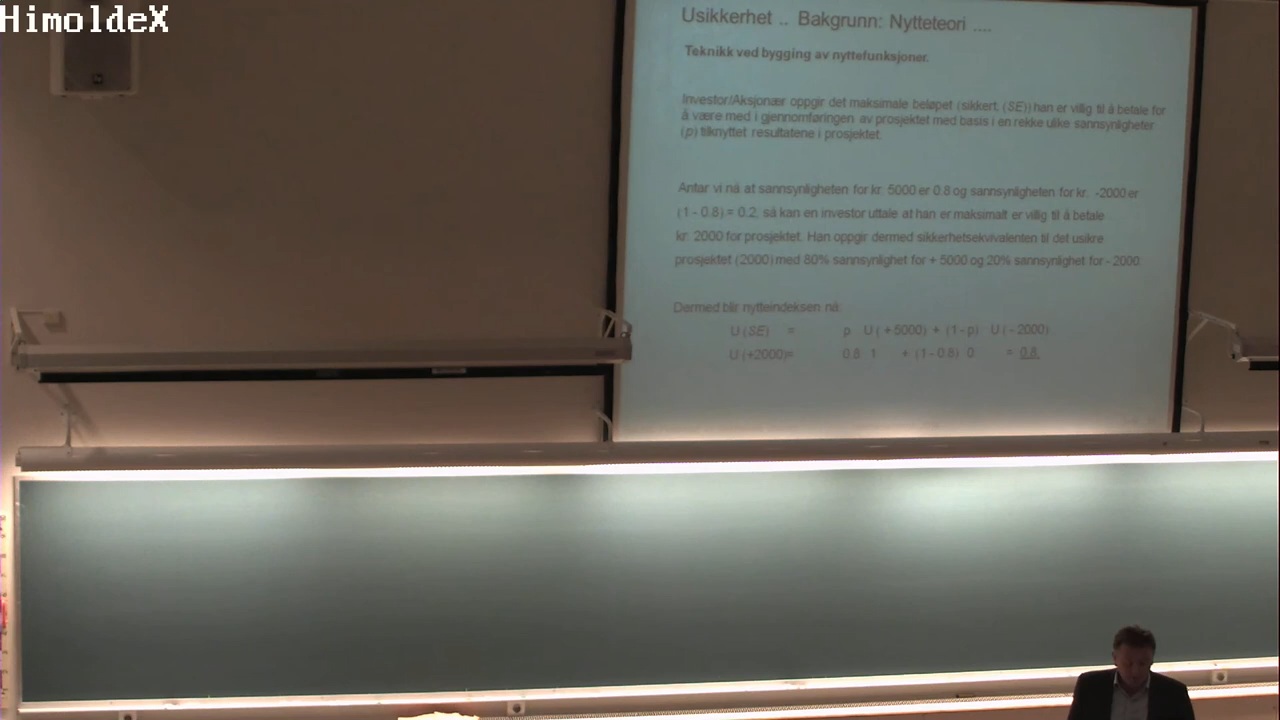 HimoldeX
Usikkerhet .. Bakgrunn: Nytteteori ....
Teknikk ved bygging av nyttefunksjoner.
Investor/Aksjonær oppgir det maksimale beløpet (sikkert, (SE)) han er villig til å betale for
å være med i gjennomføringen av prosjektet med basis i en rekke ulike sannsynligheter
(p) tilknyttet resultatene i prosjektet.
Antar vi nå at sannsynligheten for kr. 5000 er 0.8 og sannsynligheten for kr. -2000 er
(1 - 0.8) = 0.2, så kan en investor uttale at han er maksimalt er villig til å betale
kr. 2000 for prosjektet. Han oppgir dermed sikkerhetsekvivalenten til det usikre
prosjektet (2000) med 80% sannsynlighet for + 5000 og 20% sannsynlighet for - 2000.
Dermed blir nytteindeksen nå:
U (SE) = p U ( + 5000) + (1 - p) U ( - 2000)
U (+2000)= 0.8 1 + (1 - 0.8) 0 = 0.8